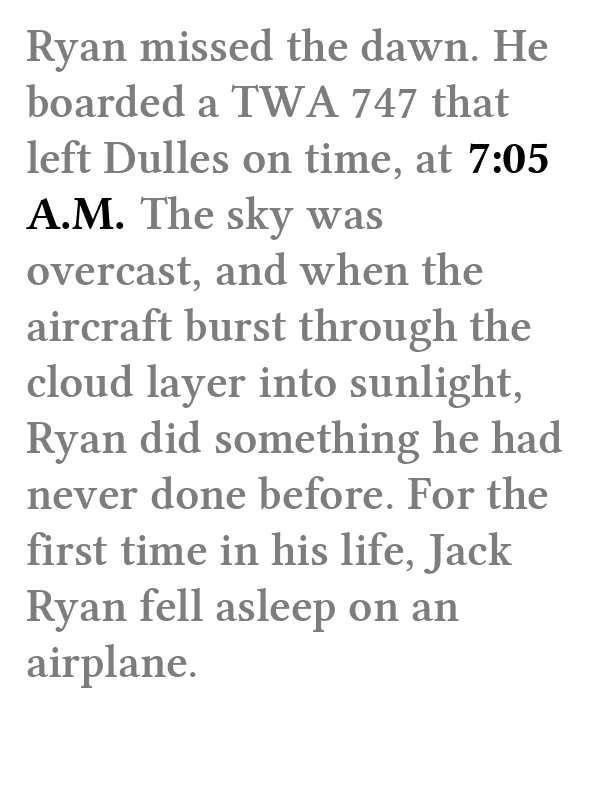 Ryan missed the dawn. He
boarded a TWA 747 that
left Dulles on time, at 7:05
A.M. The sky was
overcast, and when the
aircraft burst through the
cloud layer into sunlight,
Ryan did something he had
never done before. For the
first time in his life, Jack
Ryan fell asleep on an
airplane.